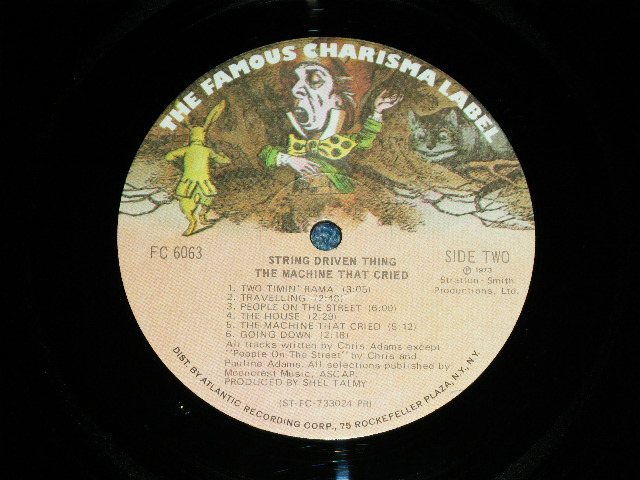 THE FAMOUS CHARISMA LABEL
FC 6063
SIDE TWO
STRING DRIVEN THING
THE MACHINE THAT CRIED
℗ 1973
Stratton-Smith
Productions, Ltd.
1. TWO TIMIN' RAMA (3:05)
2. TRAVELLING (2:40)
3. PEOPLE ON THE STREET (6:00)
4. THE HOUSE (2:29)
5. THE MACHINE THAT CRIED (5:12)
6. GOING DOWN (2:18)
All tracks written by Chris Adams except
"People On The Street" by Chris and
Pauline Adams. All selections published by
Mooncrest Music, ASCAP.
PRODUCED BY SHEL TALMY
(ST-FC-733024 PR)
DIST. BY ATLANTIC RECORDING CORP., 75 ROCKEFELLER PLAZA, N.Y., N.Y.